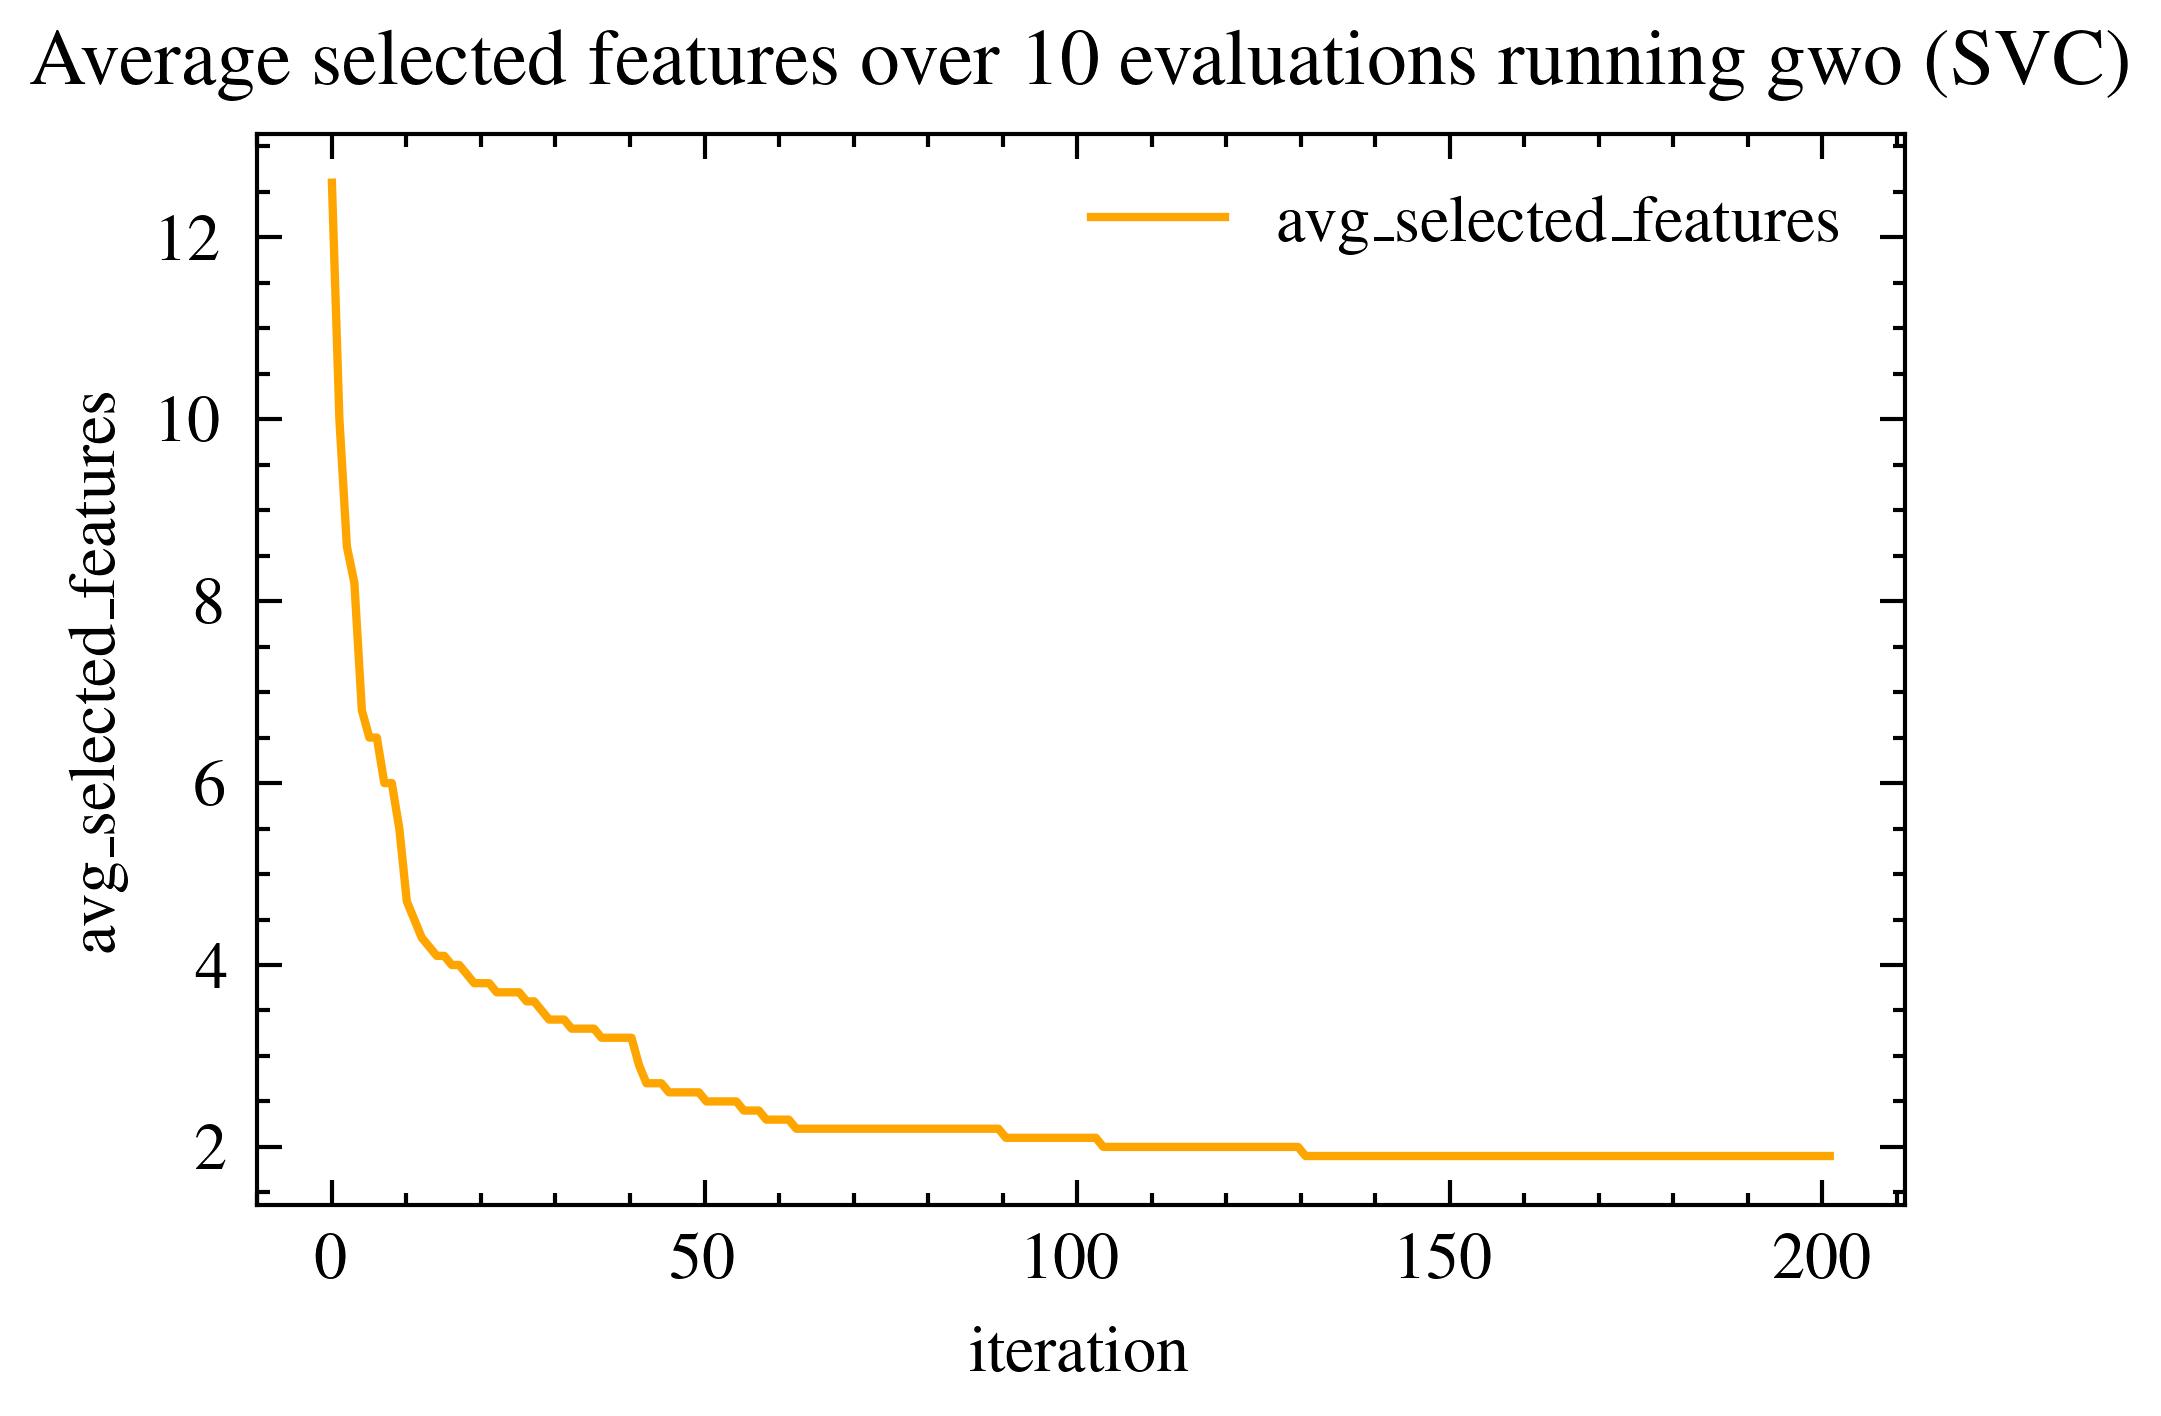 Average selected features over 10 evaluations running gwo (SVC)
avg_selected_features
12
10
8
6
4
2
avg_selected_features
0 50 100 150 200
iteration